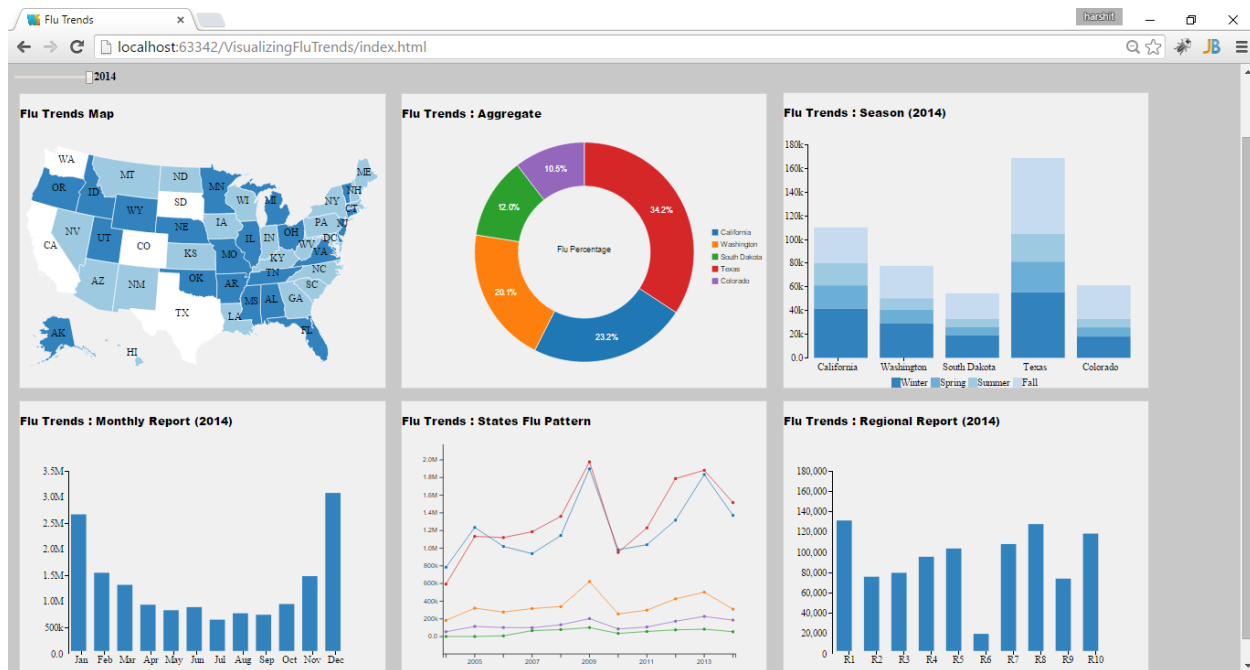 Flu Trends
harshit
localhost:63342/VisualizingFluTrends/index.html
2014
Flu Trends Map
WA
OR
ID
MT
ND
MN
SD
WY
WI
MI
NY
ME
NH
CT
NV
CA
UT
CO
NE
IA
IL
IN
OH
PA
NJ
DC
WV
VA
KS
MO
KY
AZ
NM
OK
AR
TN
NC
SC
TX
LA
MS
AL
GA
FL
AK
HI
Flu Trends : Aggregate
10.5%
34.2%
12.0%
20.1%
23.2%
Flu Percentage
California
Washington
South Dakota
Texas
Colorado
Flu Trends : Season (2014)
180k
160k
140k
120k
100k
80k
60k
40k
20k
0.0
California Washington South Dakota Texas Colorado
Winter Spring Summer Fall
Flu Trends : Monthly Report (2014)
3.5M
3.0M
2.5M
2.0M
1.5M
1.0M
500k
0.0
Jan Feb Mar Apr May Jun Jul Aug Sep Oct Nov Dec
Flu Trends : States Flu Pattern
2.0M
1.8M
1.6M
1.4M
1.2M
1.0M
800k
600k
400k
200k
0.0
2005 2007 2009 2011 2013
Flu Trends : Regional Report (2014)
180,000
160,000
140,000
120,000
100,000
80,000
60,000
40,000
20,000
0
R1 R2 R3 R4 R5 R6 R7 R8 R9 R10